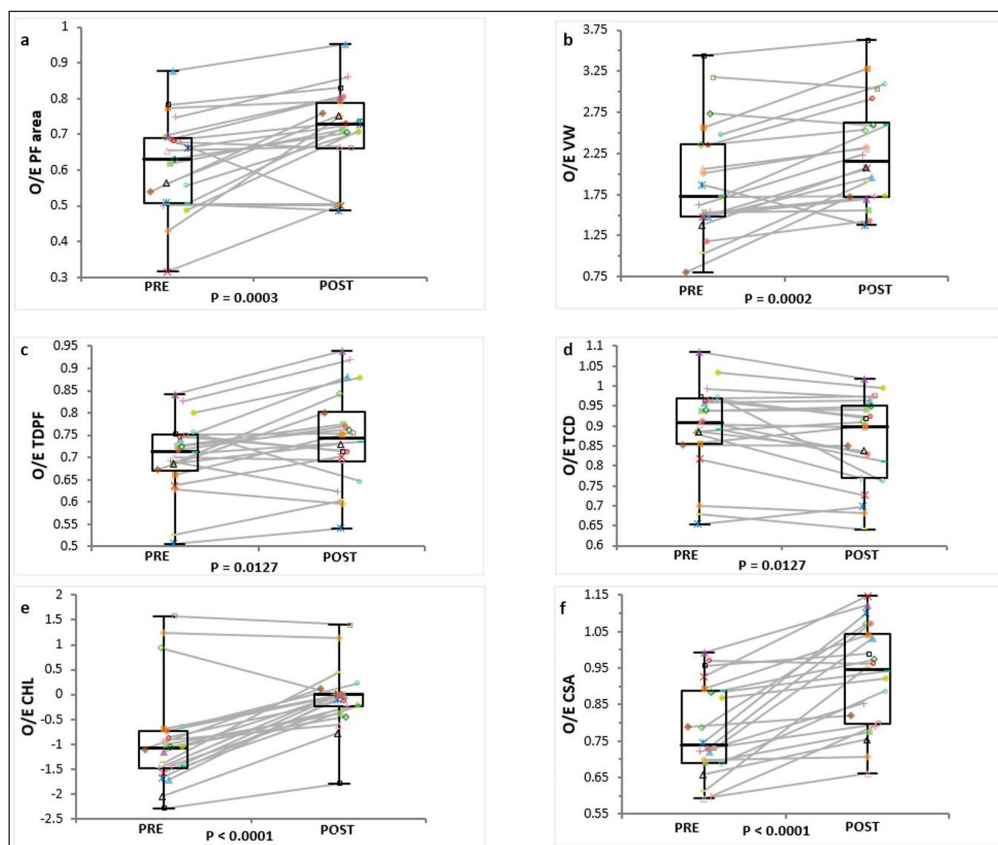 a
O/E PF area
1
0.9
0.8
0.7
0.6
0.5
0.4
0.3
PRE
POST
P = 0.0003
b
O/E VW
3.75
3.25
2.75
2.25
1.75
1.25
0.75
PRE
POST
P = 0.0002
c
O/E TDPF
0.95
0.9
0.85
0.8
0.75
0.7
0.65
0.6
0.55
0.5
PRE
POST
P = 0.0127
d
O/E TCD
1.1
1.05
1
0.95
0.9
0.85
0.8
0.75
0.7
0.65
0.6
PRE
POST
P = 0.0127
e
O/E CHL
2
1.5
1
0.5
0
-0.5
-1
-1.5
-2
-2.5
PRE
POST
P < 0.0001
f
O/E CSA
1.15
1.05
0.95
0.85
0.75
0.65
0.55
PRE
POST
P < 0.0001